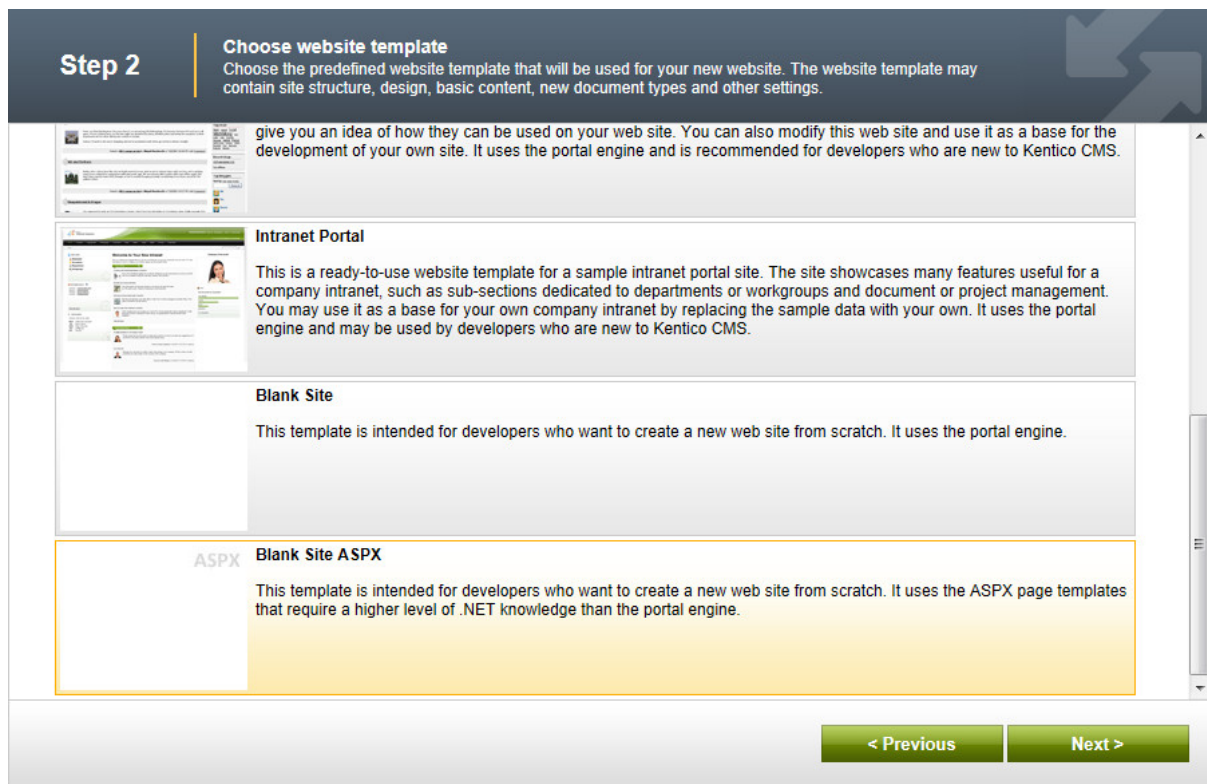 Step 2
Choose website template
Choose the predefined website template that will be used for your new website. The website template may
contain site structure, design, basic content, new document types and other settings.
give you an idea of how they can be used on your web site. You can also modify this web site and use it as a base for the
development of your own site. It uses the portal engine and is recommended for developers who are new to Kentico CMS.
Intranet Portal
This is a ready-to-use website template for a sample intranet portal site. The site showcases many features useful for a
company intranet, such as sub-sections dedicated to departments or workgroups and document or project management.
You may use it as a base for your own company intranet by replacing the sample data with your own. It uses the portal
engine and may be used by developers who are new to Kentico CMS.
Blank Site
This template is intended for developers who want to create a new web site from scratch. It uses the portal engine.
ASPX
Blank Site ASPX
This template is intended for developers who want to create a new web site from scratch. It uses the ASPX page templates
that require a higher level of .NET knowledge than the portal engine.
< Previous
Next >